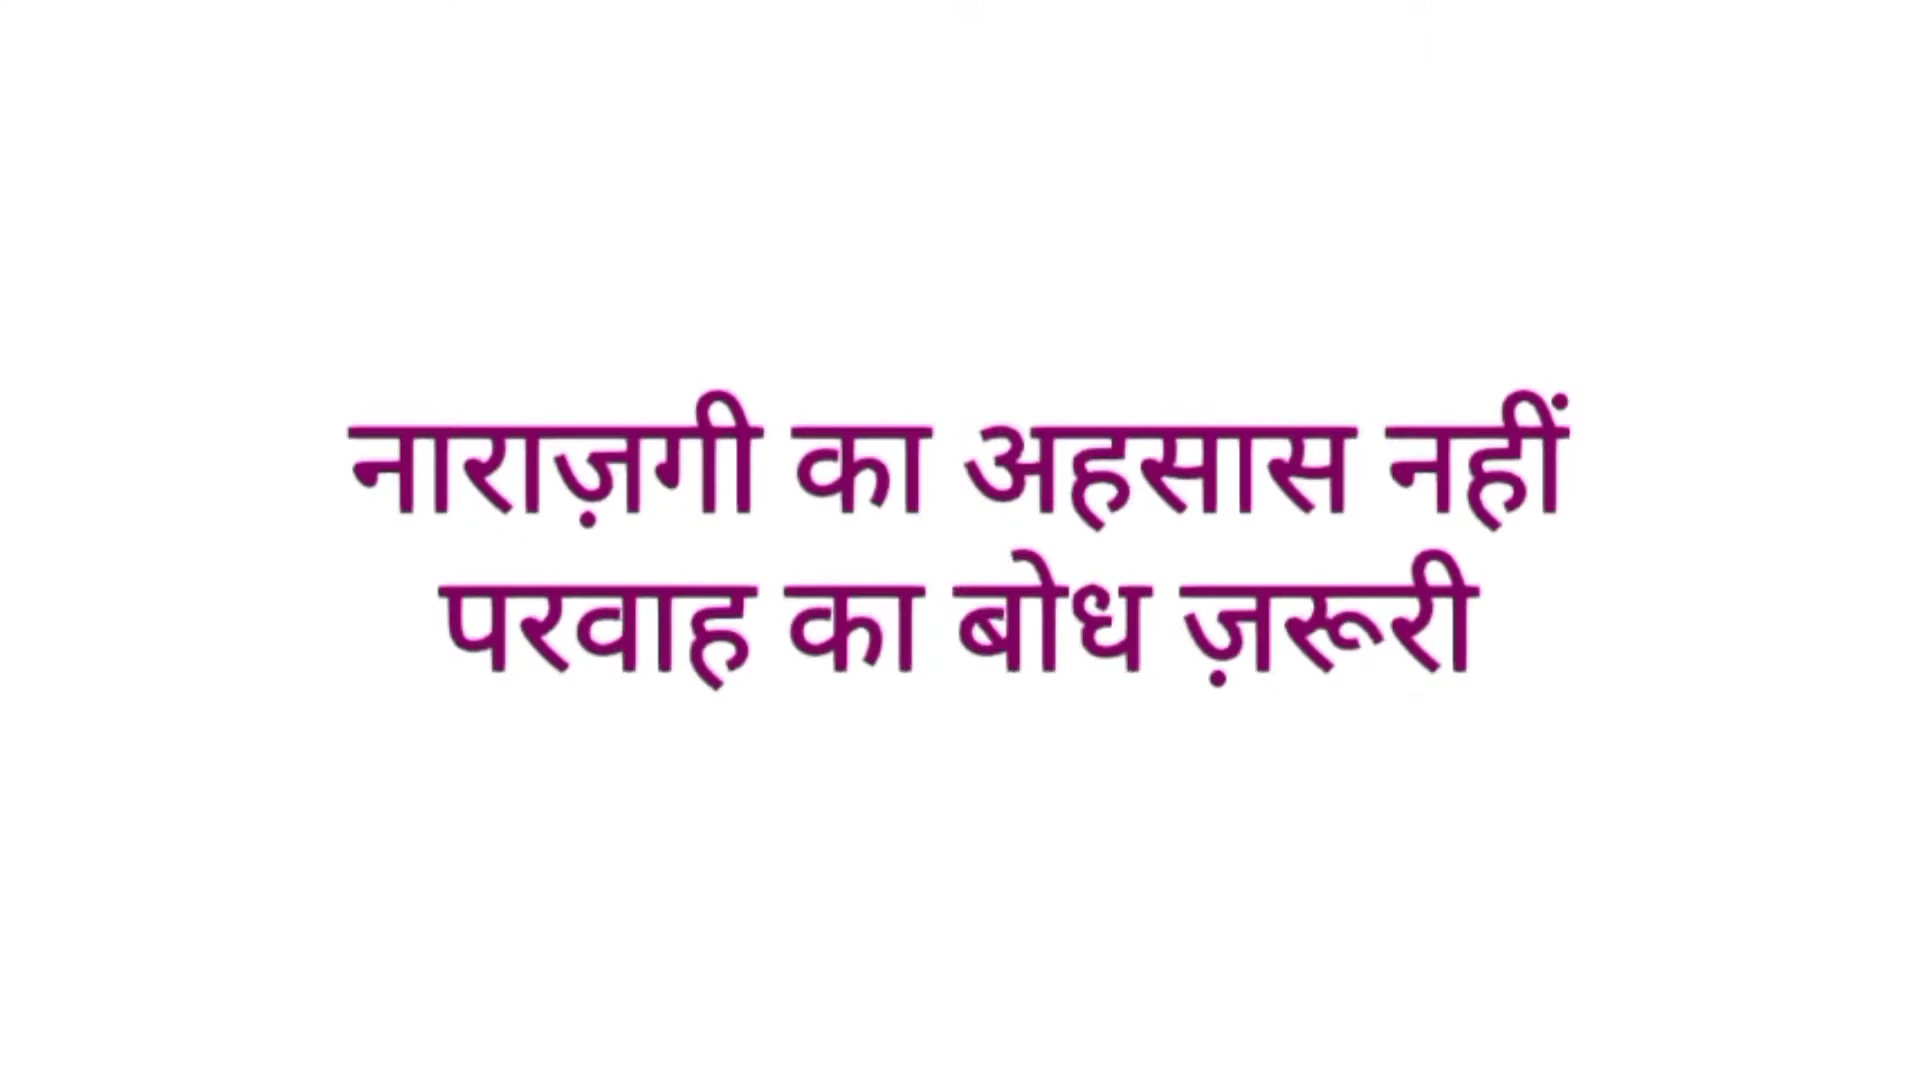 नाराज़गी का अहसास नहीं
परवाह का बोध ज़रूरी